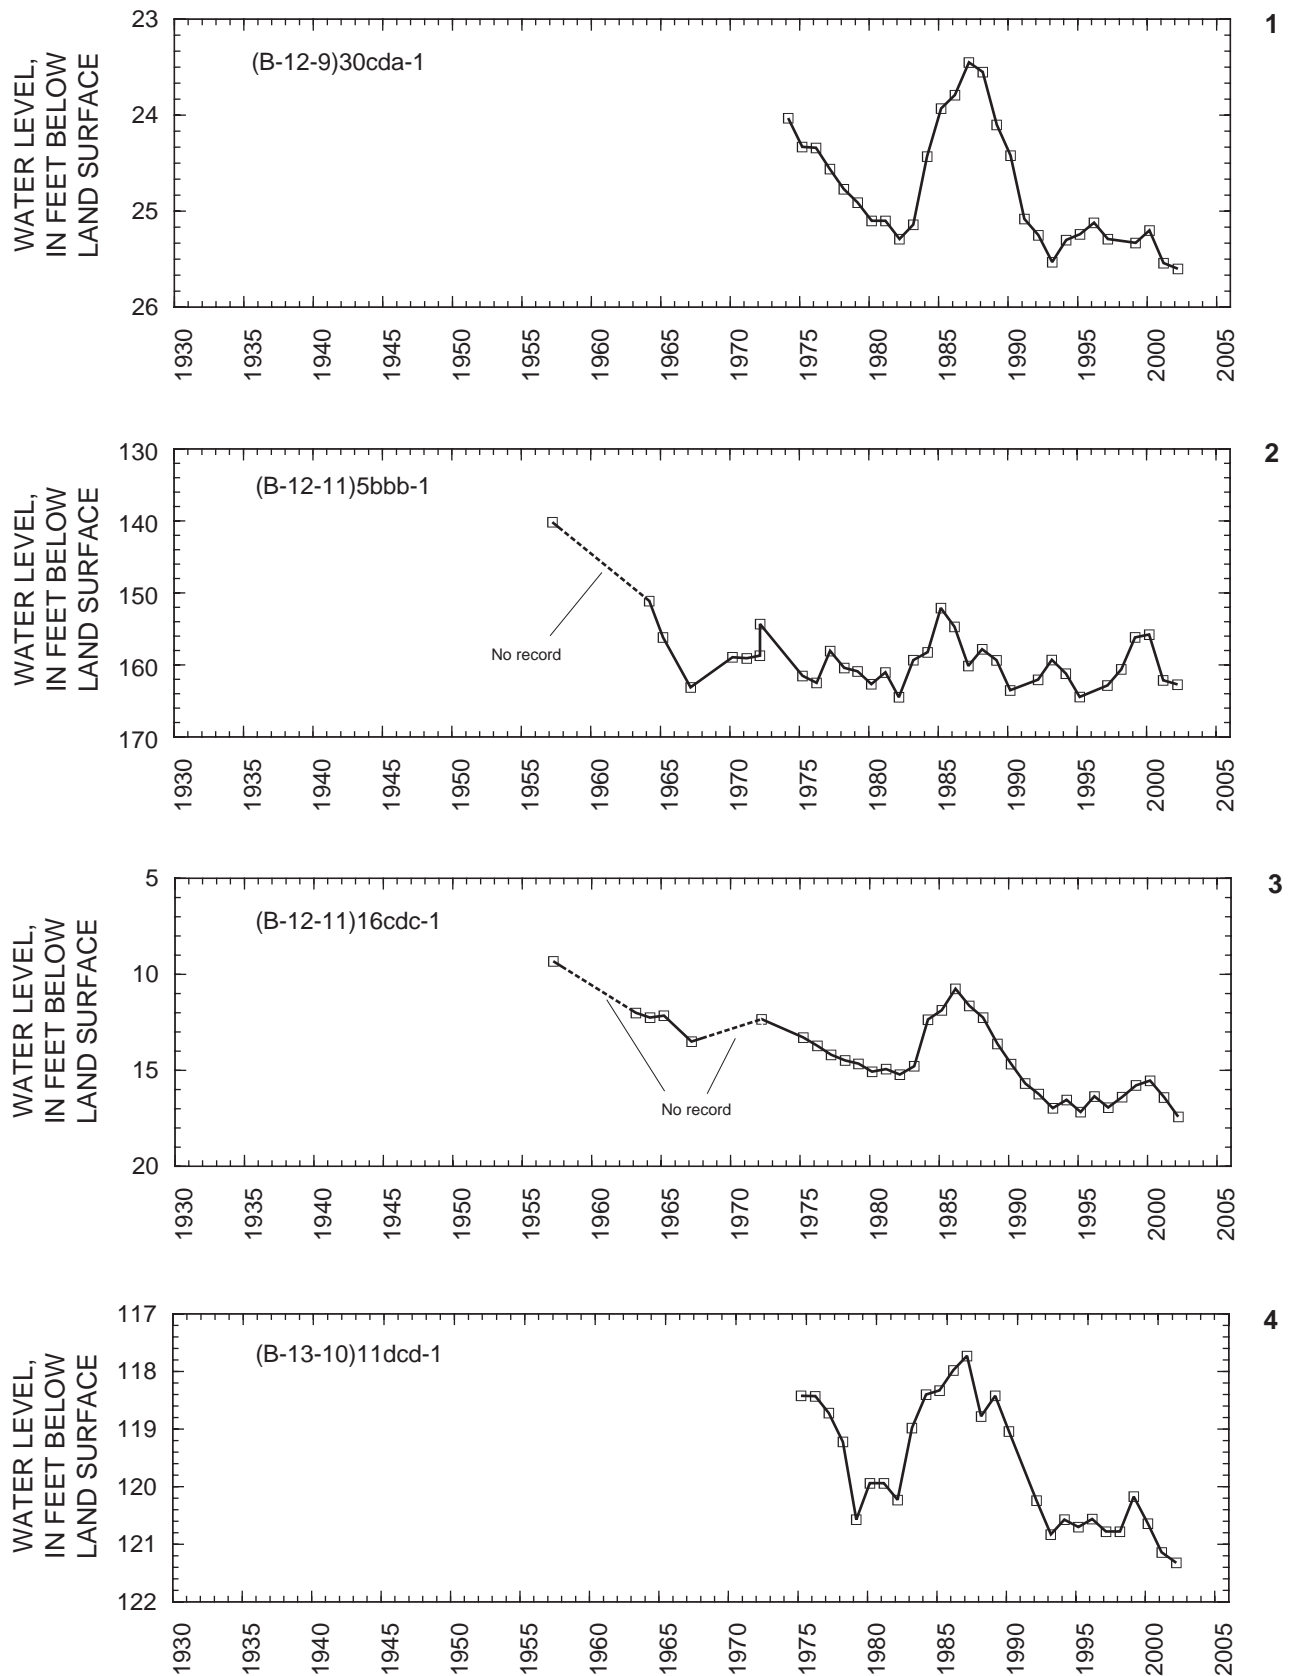 1
WATER LEVEL,
IN FEET BELOW
LAND SURFACE
23
24
25
26
(B-12-9)30cda-1
1930 1935 1940 1945 1950 1955 1960 1965 1970 1975 1980 1985 1990 1995 2000 2005
2
WATER LEVEL,
IN FEET BELOW
LAND SURFACE
130
140
150
160
170
(B-12-11)5bbb-1
No record
1930 1935 1940 1945 1950 1955 1960 1965 1970 1975 1980 1985 1990 1995 2000 2005
3
WATER LEVEL,
IN FEET BELOW
LAND SURFACE
5
10
15
20
(B-12-11)16cdc-1
No record
1930 1935 1940 1945 1950 1955 1960 1965 1970 1975 1980 1985 1990 1995 2000 2005
4
WATER LEVEL,
IN FEET BELOW
LAND SURFACE
117
118
119
120
121
122
(B-13-10)11dcd-1
1930 1935 1940 1945 1950 1955 1960 1965 1970 1975 1980 1985 1990 1995 2000 2005